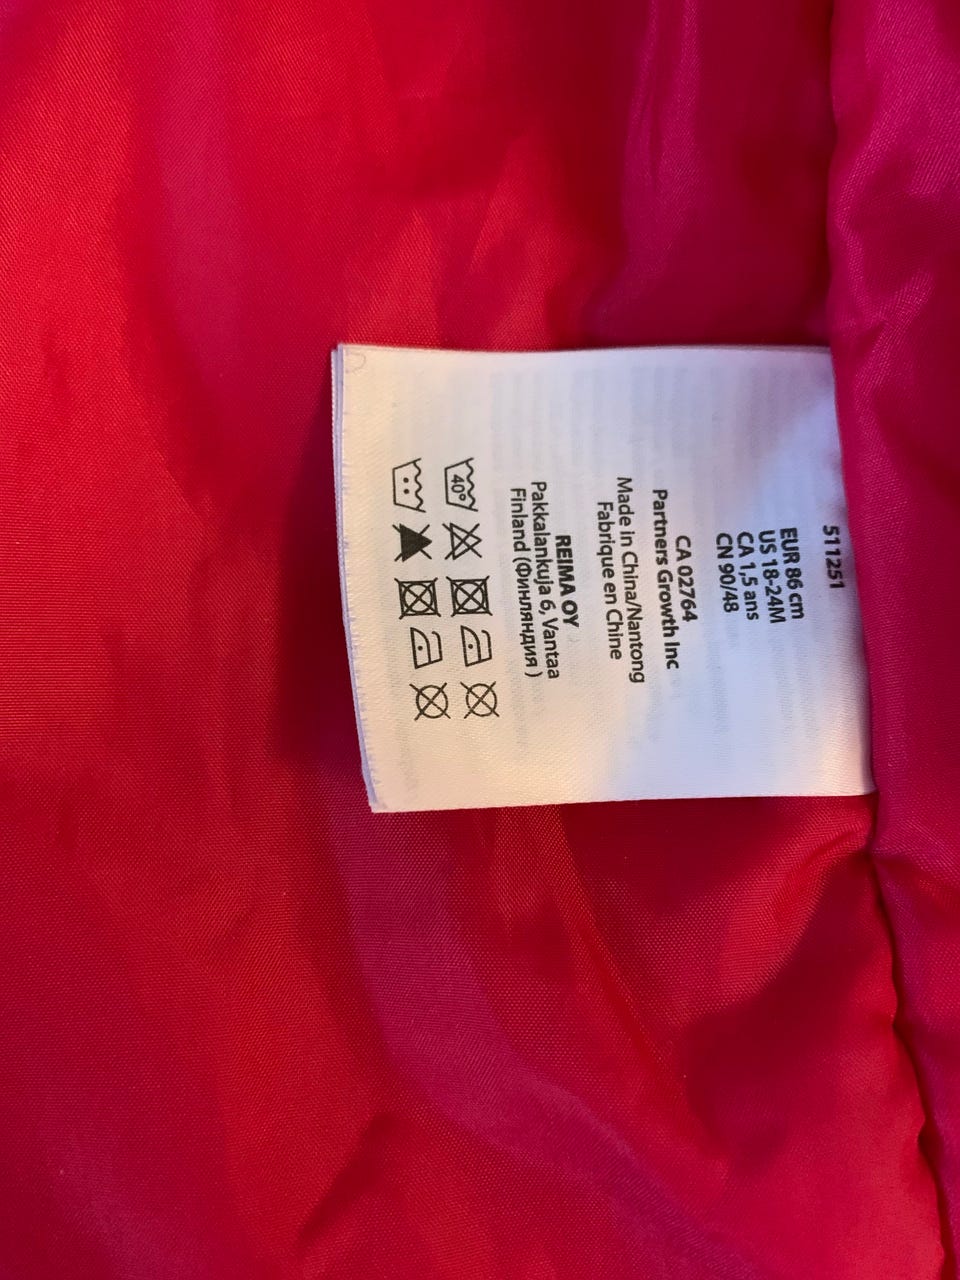 511251
EUR 86 cm
US 18-24M
CA 1,5 ans
CN 90/48
CA 02764
Partners Growth Inc
Made in China/Nantong
Fabrique en Chine
REIMA OY
Pakkalankuja 6, Vantaa
Finland (ФИНЛЯНДИЯ )
40°